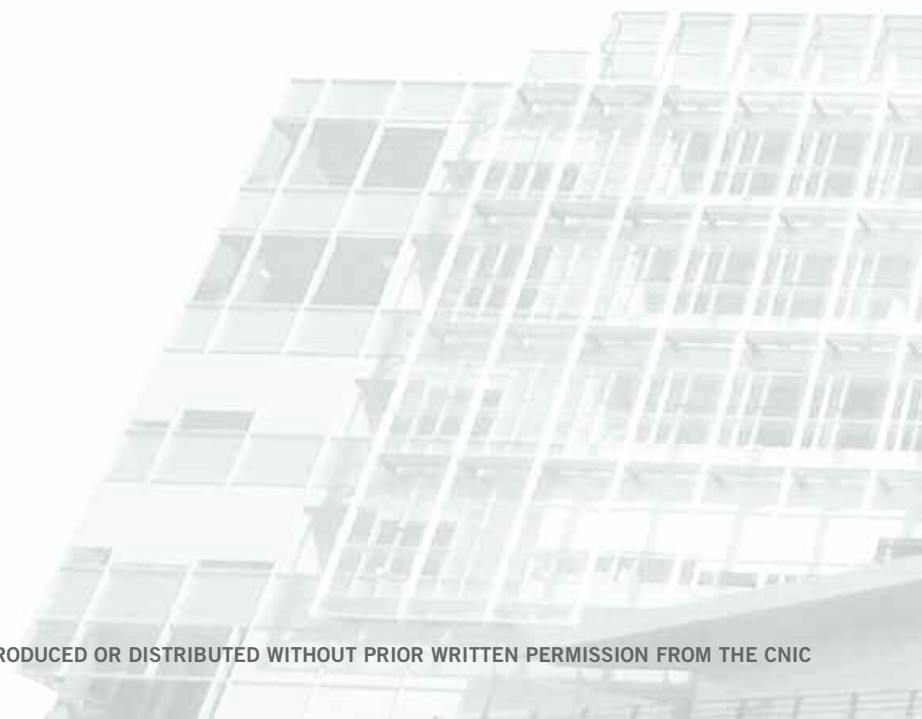 RODUCED OR DISTRIBUTED WITHOUT PRIOR WRITTEN PERMISSION FROM THE CNIC